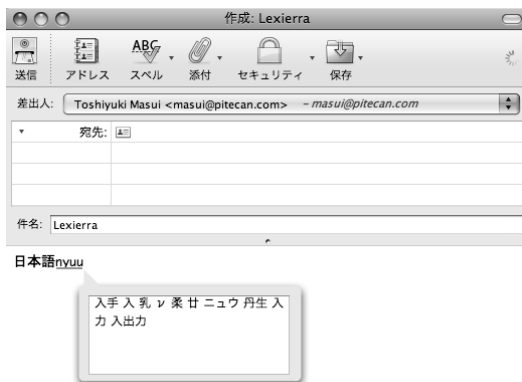 作成: Lexierra
送信 アドレス スペル 添付 セキュリティ 保存
差出人: Toshiyuki Masui <masui@pitecan.com> – masui@pitecan.com
宛先:
件名: Lexierra
日本語nyuu
入手 入 乳 ν 柔 廿 ニュウ 丹生 入
力 入出力